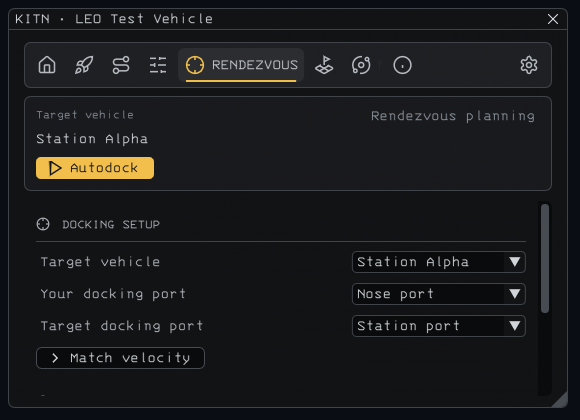 KITN · LEO Test Vehicle
RENDEZVOUS
Target vehicle
Rendezvous planning
Station Alpha
Autodock
DOCKING SETUP
Target vehicle
Station Alpha
Your docking port
Nose port
Target docking port
Station port
Match velocity